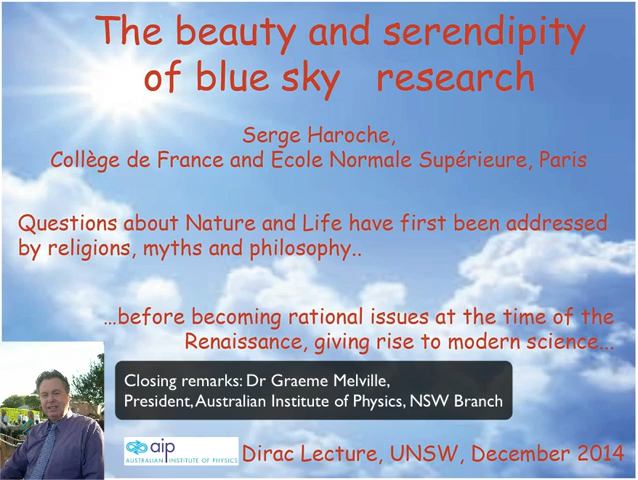 The beauty and serendipity
of blue sky research
Serge Haroche,
Collège de France and Ecole Normale Supérieure, Paris
Questions about Nature and Life have first been addressed
by religions, myths and philosophy..
...before becoming rational issues at the time of the
Renaissance, giving rise to modern science...
Closing remarks: Dr Graeme Melville,
President, Australian Institute of Physics, NSW Branch
aip
AUSTRALIAN INSTITUTE OF PHYSICS
Dirac Lecture, UNSW, December 2014